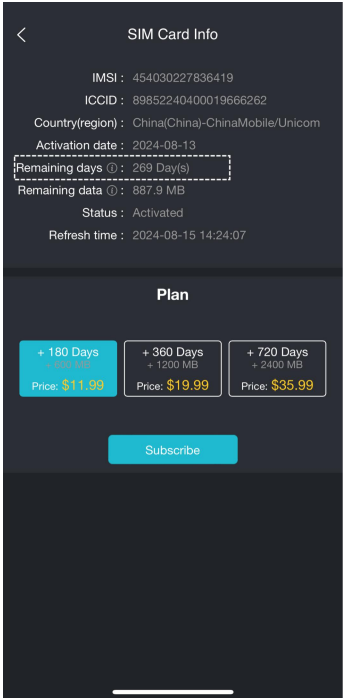 SIM Card Info
IMSI : 454030227836419
ICCID : 89852240400019666262
Country(region) : China(China)-ChinaMobile/Unicom
Activation date : 2024-08-13
Remaining days ⓘ : 269 Day(s)
Remaining data ⓘ : 887.9 MB
Status : Activated
Refresh time : 2024-08-15 14:24:07
Plan
+ 180 Days
+ 600 MB
Price: $11.99
+ 360 Days
+ 1200 MB
Price: $19.99
+ 720 Days
+ 2400 MB
Price: $35.99
Subscribe